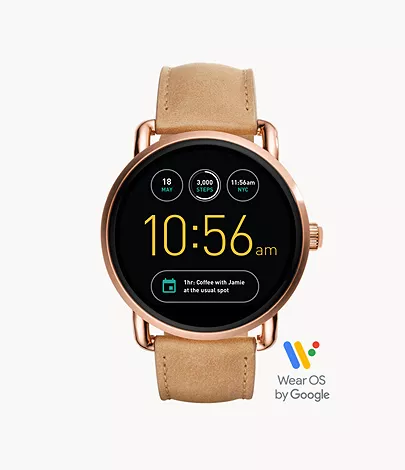 18
MAY
3,000
STEPS
11:56am
NYC
10:56am
1hr: Coffee with Jamie
at the usual spot
Wear OS
by Google